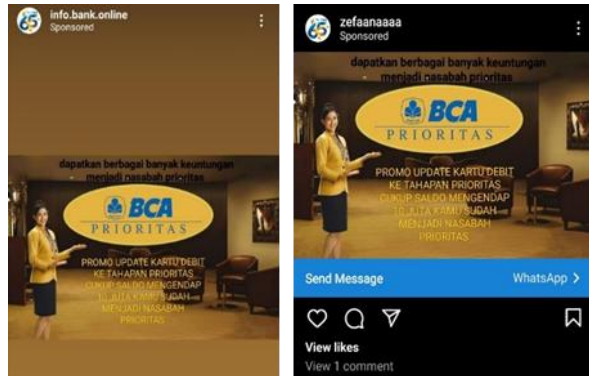 info.bank.online
Sponsored
dapatkan berbagai banyak keuntungan
menjadi nasabah prioritas
BCA
PRIORITAS
PROMO UPDATE KARTU DEBIT
KE TAHAPAN PRIORITAS
CUKUP SALDO MENGENDAP
10 JUTA KAMU SUDAH
MENJADI NASABAH
PRIORITAS
zefaanaaaa
Sponsored
dapatkan berbagai banyak keuntungan
menjadi nasabah prioritas
BCA
PRIORITAS
PROMO UPDATE KARTU DEBIT
KE TAHAPAN PRIORITAS
CUKUP SALDO MENGENDAP
10 JUTA KAMU SUDAH
MENJADI NASABAH
PRIORITAS
Send Message WhatsApp >
View likes
View 1 comment